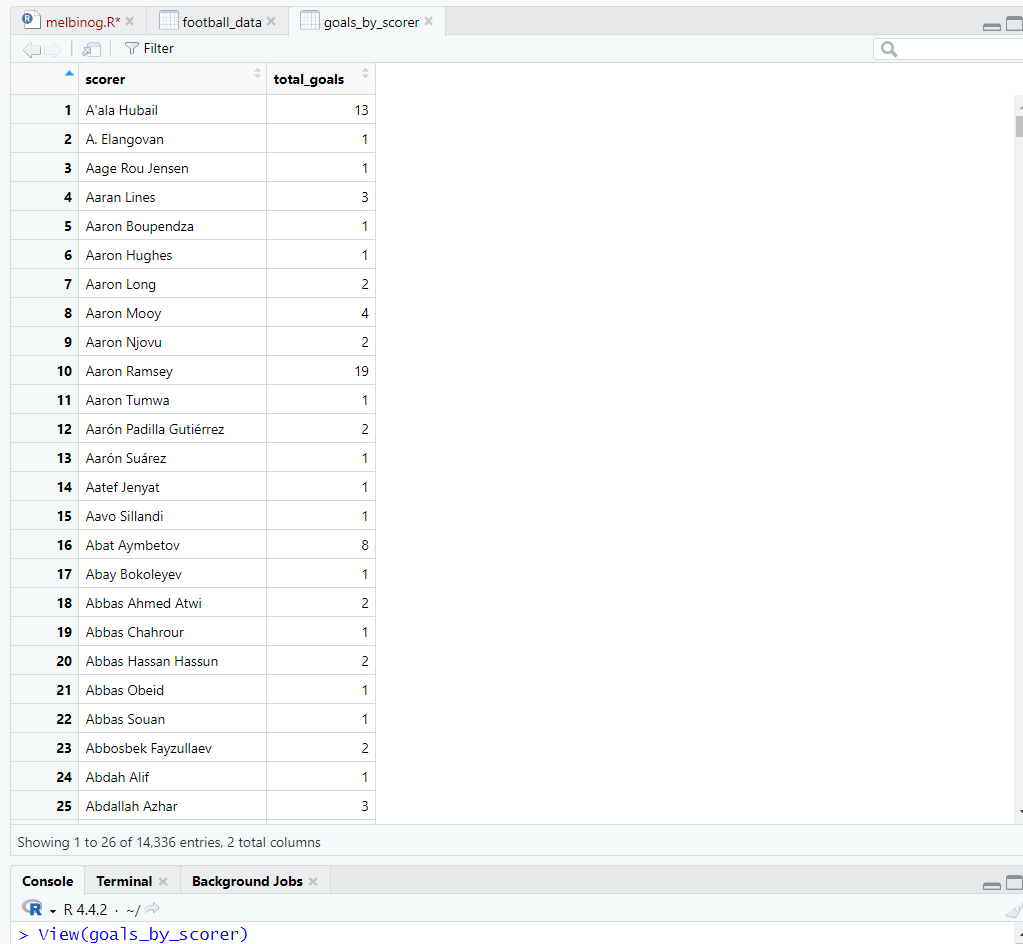 melbinog.R* football_data goals_by_scorer
Filter
scorer total_goals
1 A'ala Hubail 13
2 A. Elangovan 1
3 Aage Rou Jensen 1
4 Aaran Lines 3
5 Aaron Boupendza 1
6 Aaron Hughes 1
7 Aaron Long 2
8 Aaron Mooy 4
9 Aaron Njovu 2
10 Aaron Ramsey 19
11 Aaron Tumwa 1
12 Aarón Padilla Gutiérrez 2
13 Aarón Suárez 1
14 Aatef Jenyat 1
15 Aavo Sillandi 1
16 Abat Aymbetov 8
17 Abay Bokoleyev 1
18 Abbas Ahmed Atwi 2
19 Abbas Chahrour 1
20 Abbas Hassan Hassun 2
21 Abbas Obeid 1
22 Abbas Souan 1
23 Abbosbek Fayzullaev 2
24 Abdah Alif 1
25 Abdallah Azhar 3
Showing 1 to 26 of 14,336 entries, 2 total columns
Console Terminal Background Jobs
R R 4.4.2 · ~/
> View(goals_by_scorer)